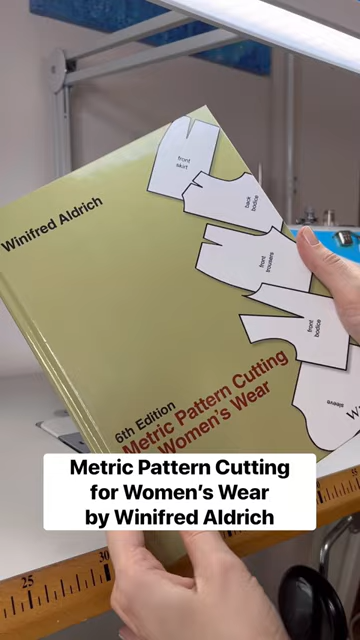 Winifred Aldrich
front
skirt
back
bodice
front
trousers
front
bodice
sleeve
6th Edition
Metric Pattern Cutting
Women's Wear
Metric Pattern Cutting
for Women's Wear
by Winifred Aldrich
25
30